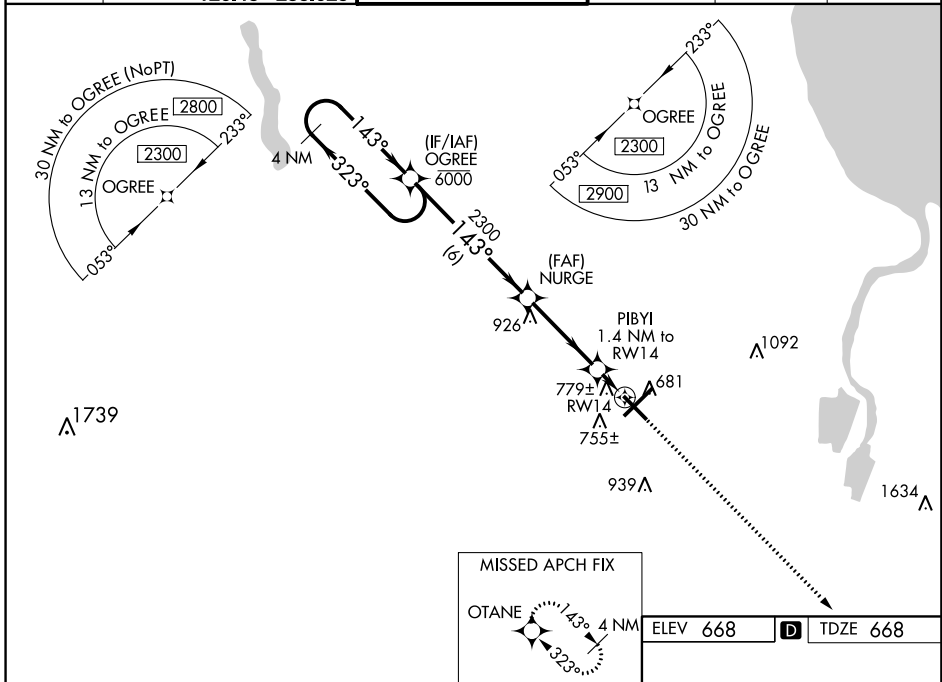 30 NM to OGREE (NoPT)
2800
13 NM to OGREE
2300
233°
OGREE
053°
4 NM
143°
323°
(IF/IAF)
OGREE
6000
2300
143°
(6)
(FAF)
NURGE
926
PIBYI
1.4 NM to
RW14
779±
RW14
681
755±
939
1092
1634
1739
233°
OGREE
2300
053°
13 NM to OGREE
2900
30 NM to OGREE
MISSED APCH FIX
OTANE
143°
4 NM
323°
ELEV 668 D TDZE 668